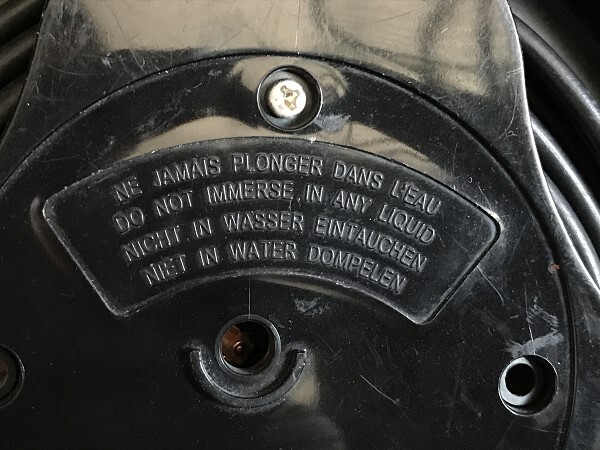 NE JAMAIS PLONGER DANS L'EAU
DO NOT IMMERSE IN ANY LIQUID
NICHT IN WASSER EINTAUCHEN
NIET IN WATER DOMPELEN